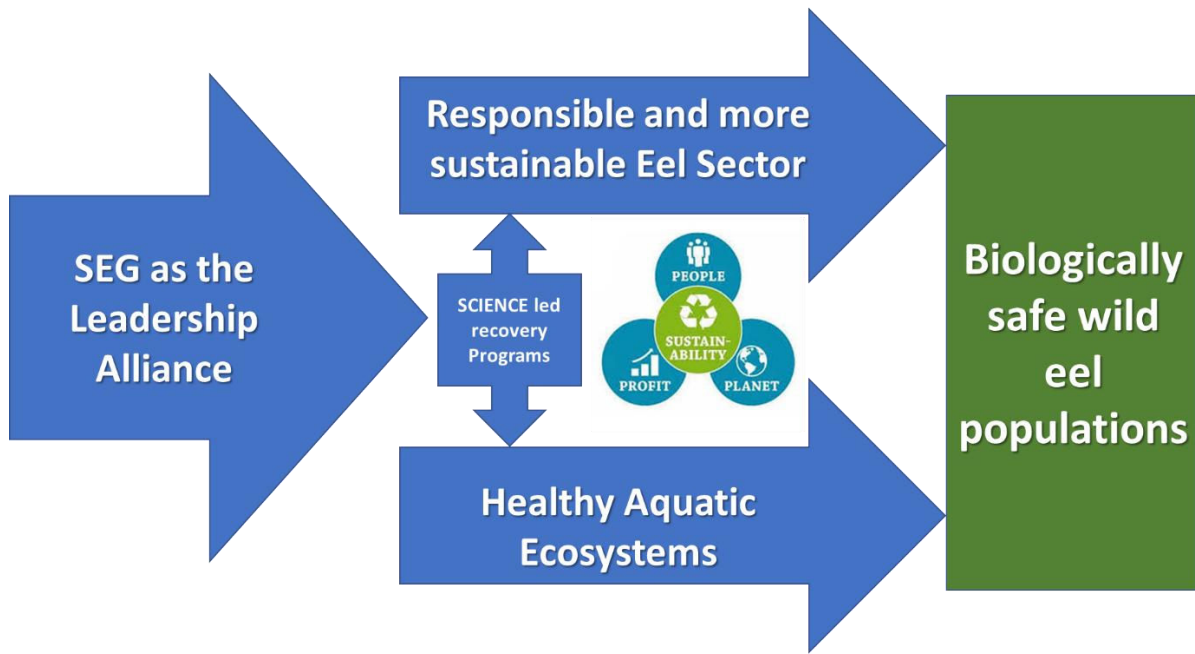 SEG as the
Leadership
Alliance
Responsible and more
sustainable Eel Sector
SCIENCE led
recovery
Programs
PEOPLE
SUSTAIN-
ABILITY
PROFIT
PLANET
Healthy Aquatic
Ecosystems
Biologically
safe wild
eel
populations